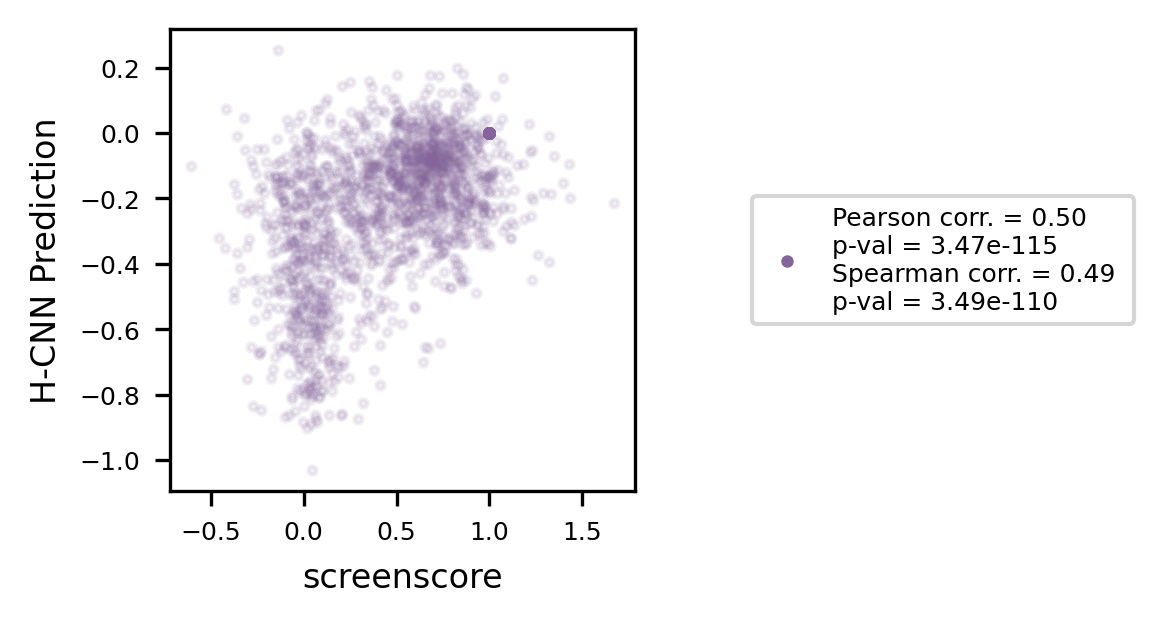 H-CNN Prediction
0.2
0.0
−0.2
−0.4
−0.6
−0.8
−1.0
−0.5
0.0
0.5
1.0
1.5
screenscore
Pearson corr. = 0.50
p-val = 3.47e-115
Spearman corr. = 0.49
p-val = 3.49e-110